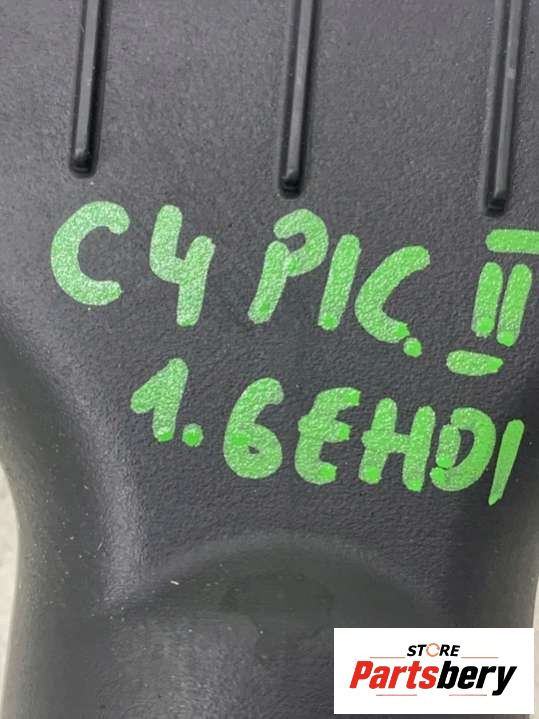 C4 PIC. II
1.6EHDI
STORE
Partsbery